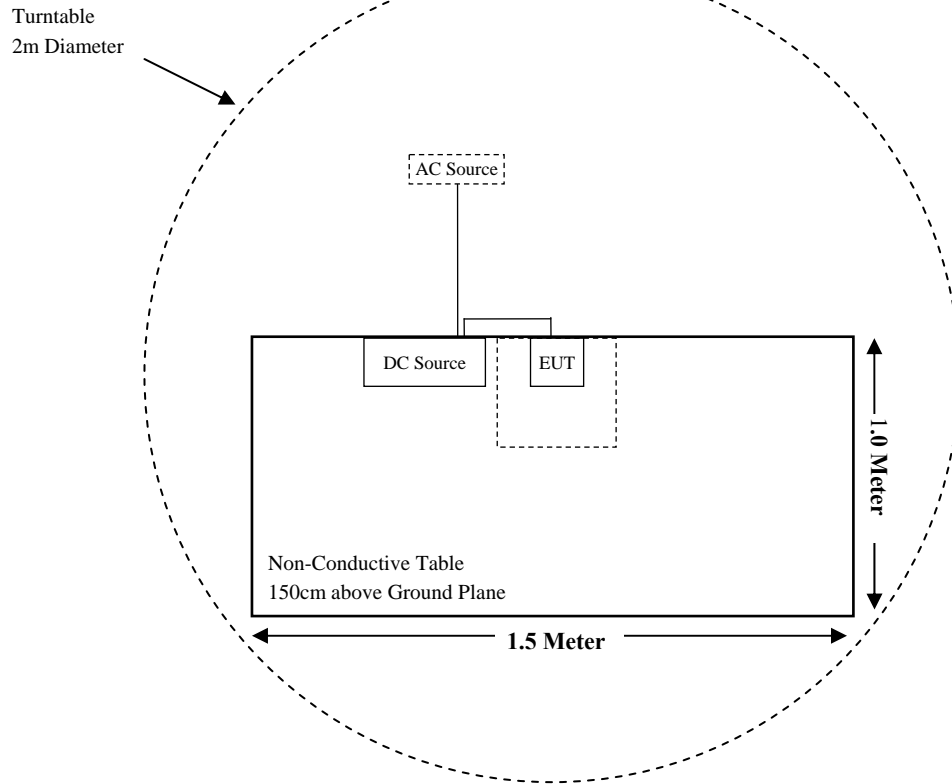 Turntable
2m Diameter
AC Source
DC Source
EUT
1.0 Meter
Non-Conductive Table
150cm above Ground Plane
1.5 Meter